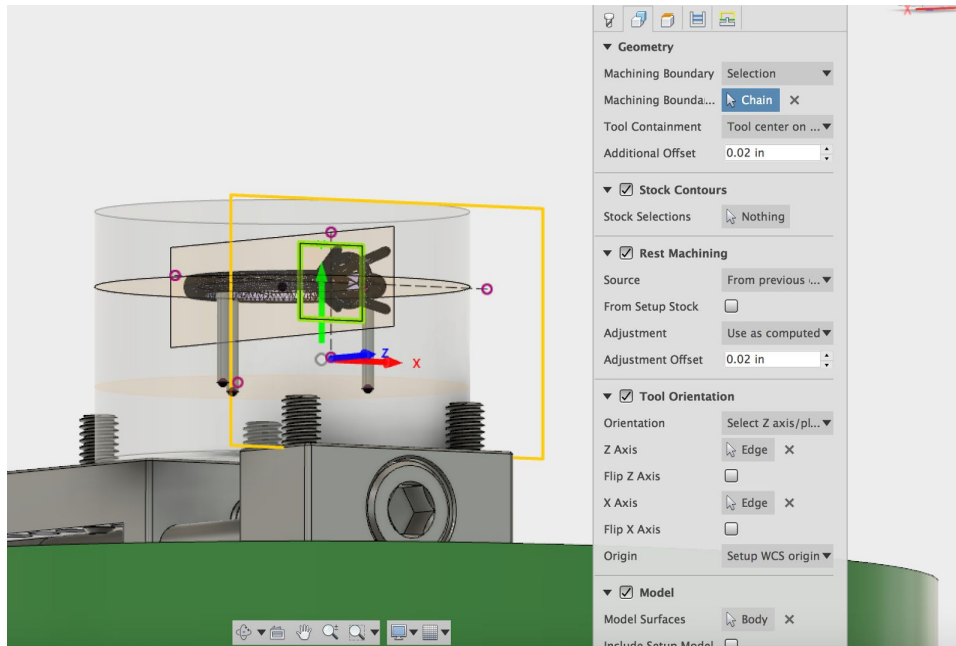 X
Z
X
Geometry
Machining Boundary Selection
Machining Bounda... Chain
Tool Containment Tool center on ...
Additional Offset 0.02 in
Stock Contours
Stock Selections Nothing
Rest Machining
Source From previous ...
From Setup Stock
Adjustment Use as computed
Adjustment Offset 0.02 in
Tool Orientation
Orientation Select Z axis/pl...
Z Axis Edge
Flip Z Axis
X Axis Edge
Flip X Axis
Origin Setup WCS origin
Model
Model Surfaces Body
Include Setup Model